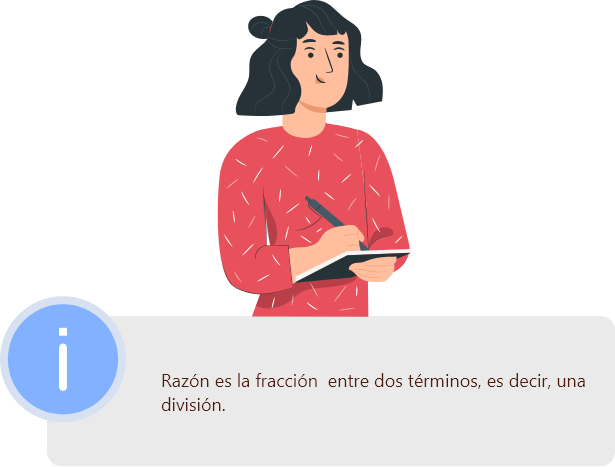 Razón es la fracción entre dos términos, es decir, una
división.